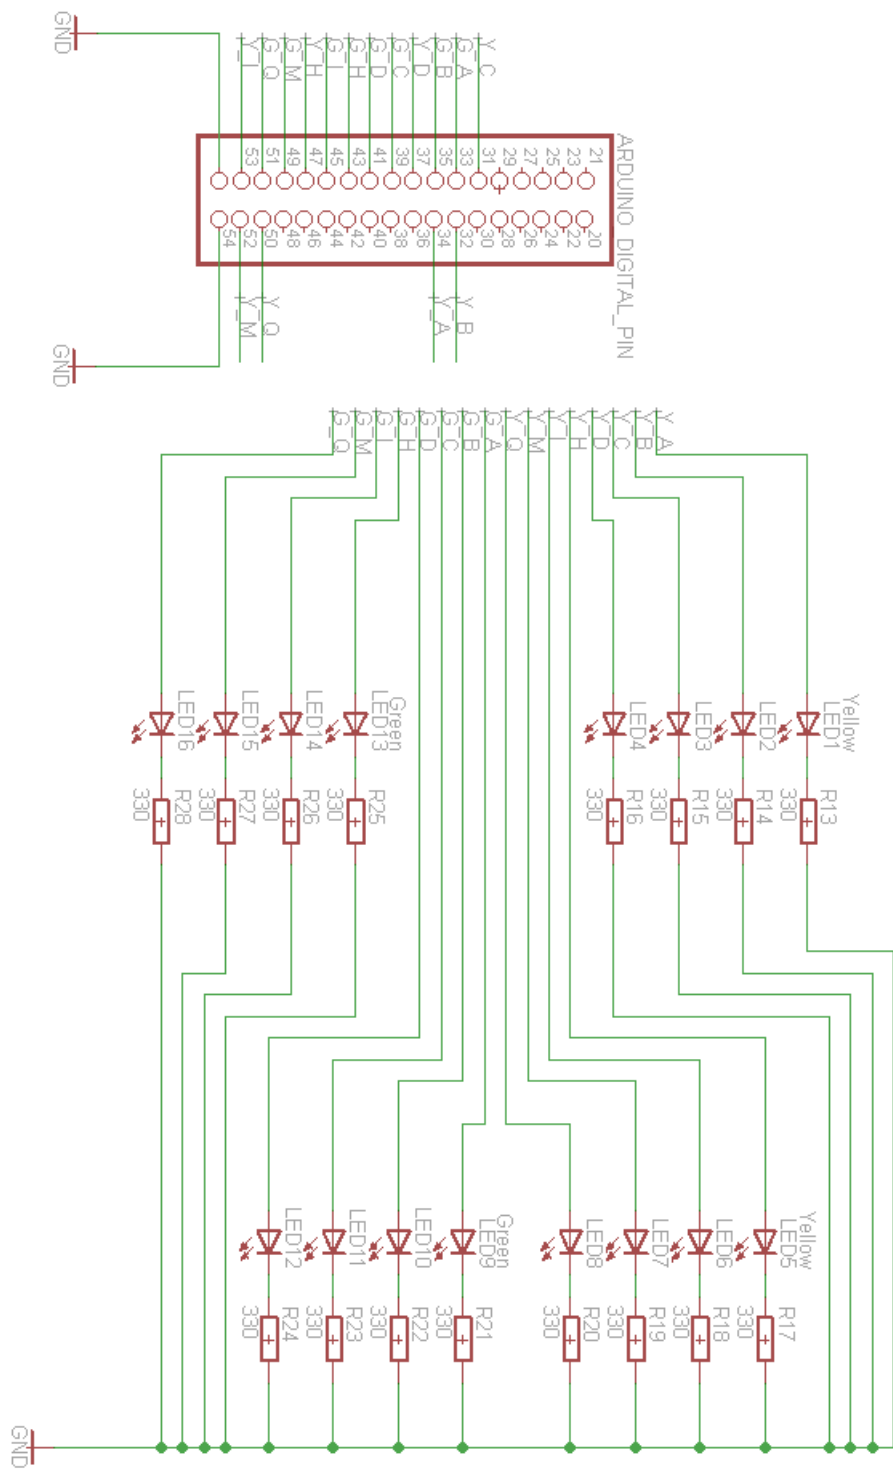 ARDUINO_DIGITAL_PIN
21
23
25
27
29
31
33
35
37
39
41
43
45
47
49
51
53
20
22
24
26
28
30
32
34
36
38
40
42
44
46
48
50
52
54
Y_C
G_A
G_B
Y_D
G_C
G_D
G_H
G_I
Y_H
G_M
G_Q
Y_I
GND
Y_B
Y_A
Y_Q
Y_M
GND
Y_A
Y_B
Y_C
Y_D
Y_H
Y_I
Y_M
Y_Q
G_A
G_B
G_C
G_D
G_H
G_I
G_M
G_Q
Yellow
LED1
R13
330
LED2
R14
330
LED3
R15
330
LED4
R16
330
Green
LED13
R25
330
LED14
R26
330
LED15
R27
330
LED16
R28
330
Yellow
LED5
R17
330
LED6
R18
330
LED7
R19
330
LED8
R20
330
Green
LED9
R21
330
LED10
R22
330
LED11
R23
330
LED12
R24
330
GND